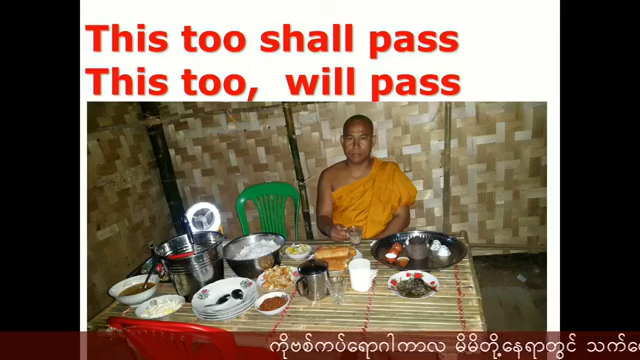 This too shall pass
This too, will pass
ကိုဗစ်ကပ်ရောဂါကာလ မိမိတို့နေရာတွင်